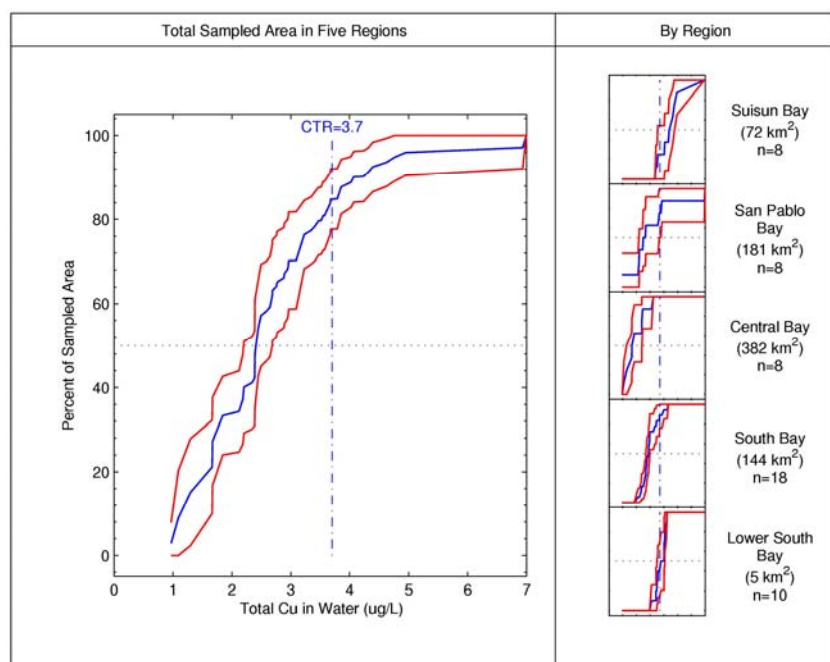 Total Sampled Area in Five Regions
By Region
CTR=3.7
100
80
60
40
20
0
Percent of Sampled Area
0 1 2 3 4 5 6 7
Total Cu in Water (ug/L)
Suisun Bay
(72 km²)
n=8
San Pablo
Bay
(181 km²)
n=8
Central Bay
(382 km²)
n=8
South Bay
(144 km²)
n=18
Lower South
Bay
(5 km²)
n=10